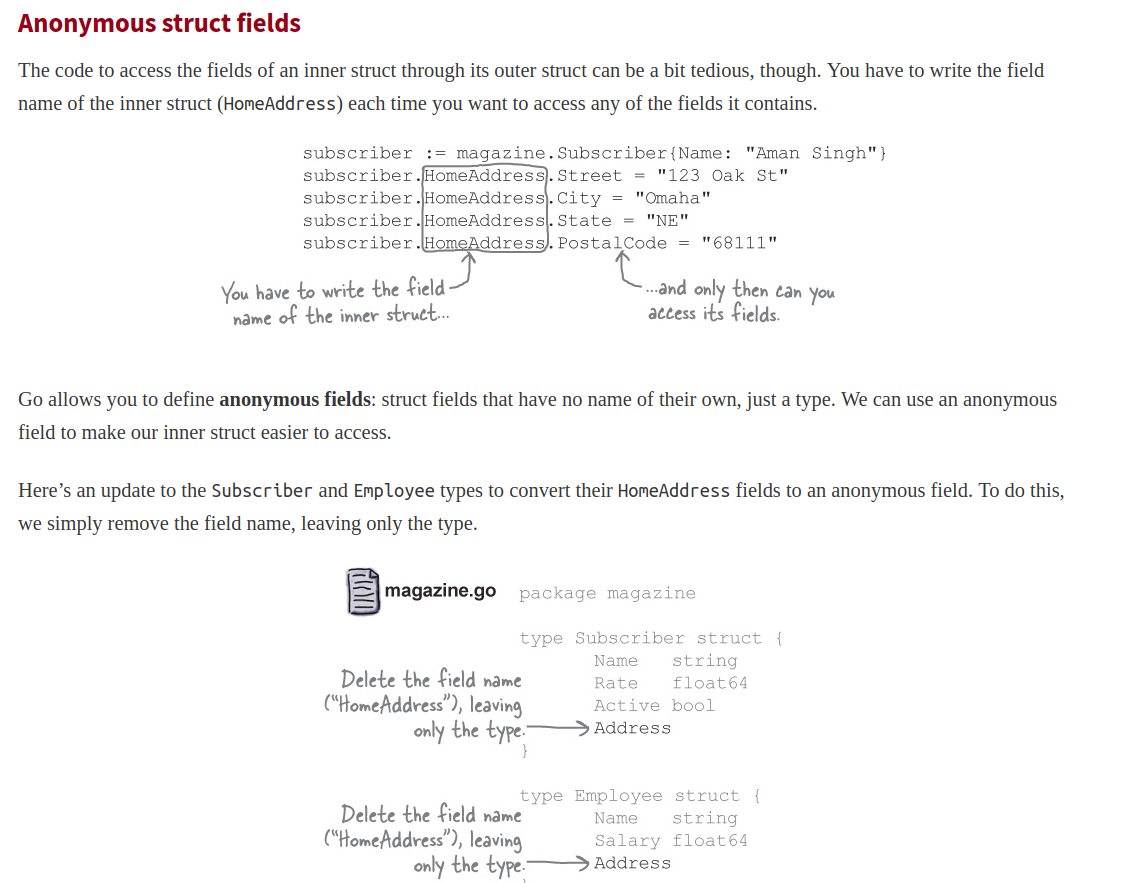 Anonymous struct fields
The code to access the fields of an inner struct through its outer struct can be a bit tedious, though. You have to write the field
name of the inner struct (HomeAddress) each time you want to access any of the fields it contains.
subscriber := magazine.Subscriber{Name: "Aman Singh"}
subscriber.HomeAddress.Street = "123 Oak St"
subscriber.HomeAddress.City = "Omaha"
subscriber.HomeAddress.State = "NE"
subscriber.HomeAddress.PostalCode = "68111"
You have to write the field
name of the inner struct...
...and only then can you
access its fields.
Go allows you to define anonymous fields: struct fields that have no name of their own, just a type. We can use an anonymous
field to make our inner struct easier to access.
Here’s an update to the Subscriber and Employee types to convert their HomeAddress fields to an anonymous field. To do this,
we simply remove the field name, leaving only the type.
magazine.go
package magazine
type Subscriber struct {
Name string
Rate float64
Active bool
Address
}
Delete the field name
("HomeAddress"), leaving
only the type.
type Employee struct {
Name string
Salary float64
Address
Delete the field name
("HomeAddress"), leaving
only the type.